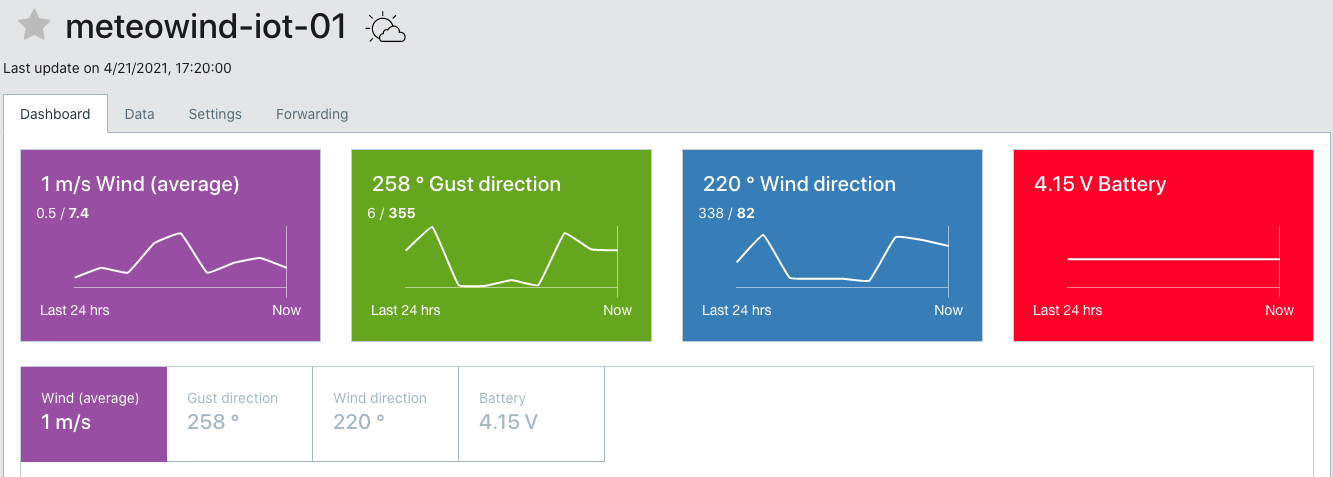 meteowind-iot-01
Last update on 4/21/2021, 17:20:00
Dashboard Data Settings Forwarding
1 m/s Wind (average)
0.5 / 7.4
Last 24 hrs Now
258 ° Gust direction
6 / 355
Last 24 hrs Now
220 ° Wind direction
338 / 82
Last 24 hrs Now
4.15 V Battery
Last 24 hrs Now
Wind (average)
1 m/s
Gust direction
258 °
Wind direction
220 °
Battery
4.15 V